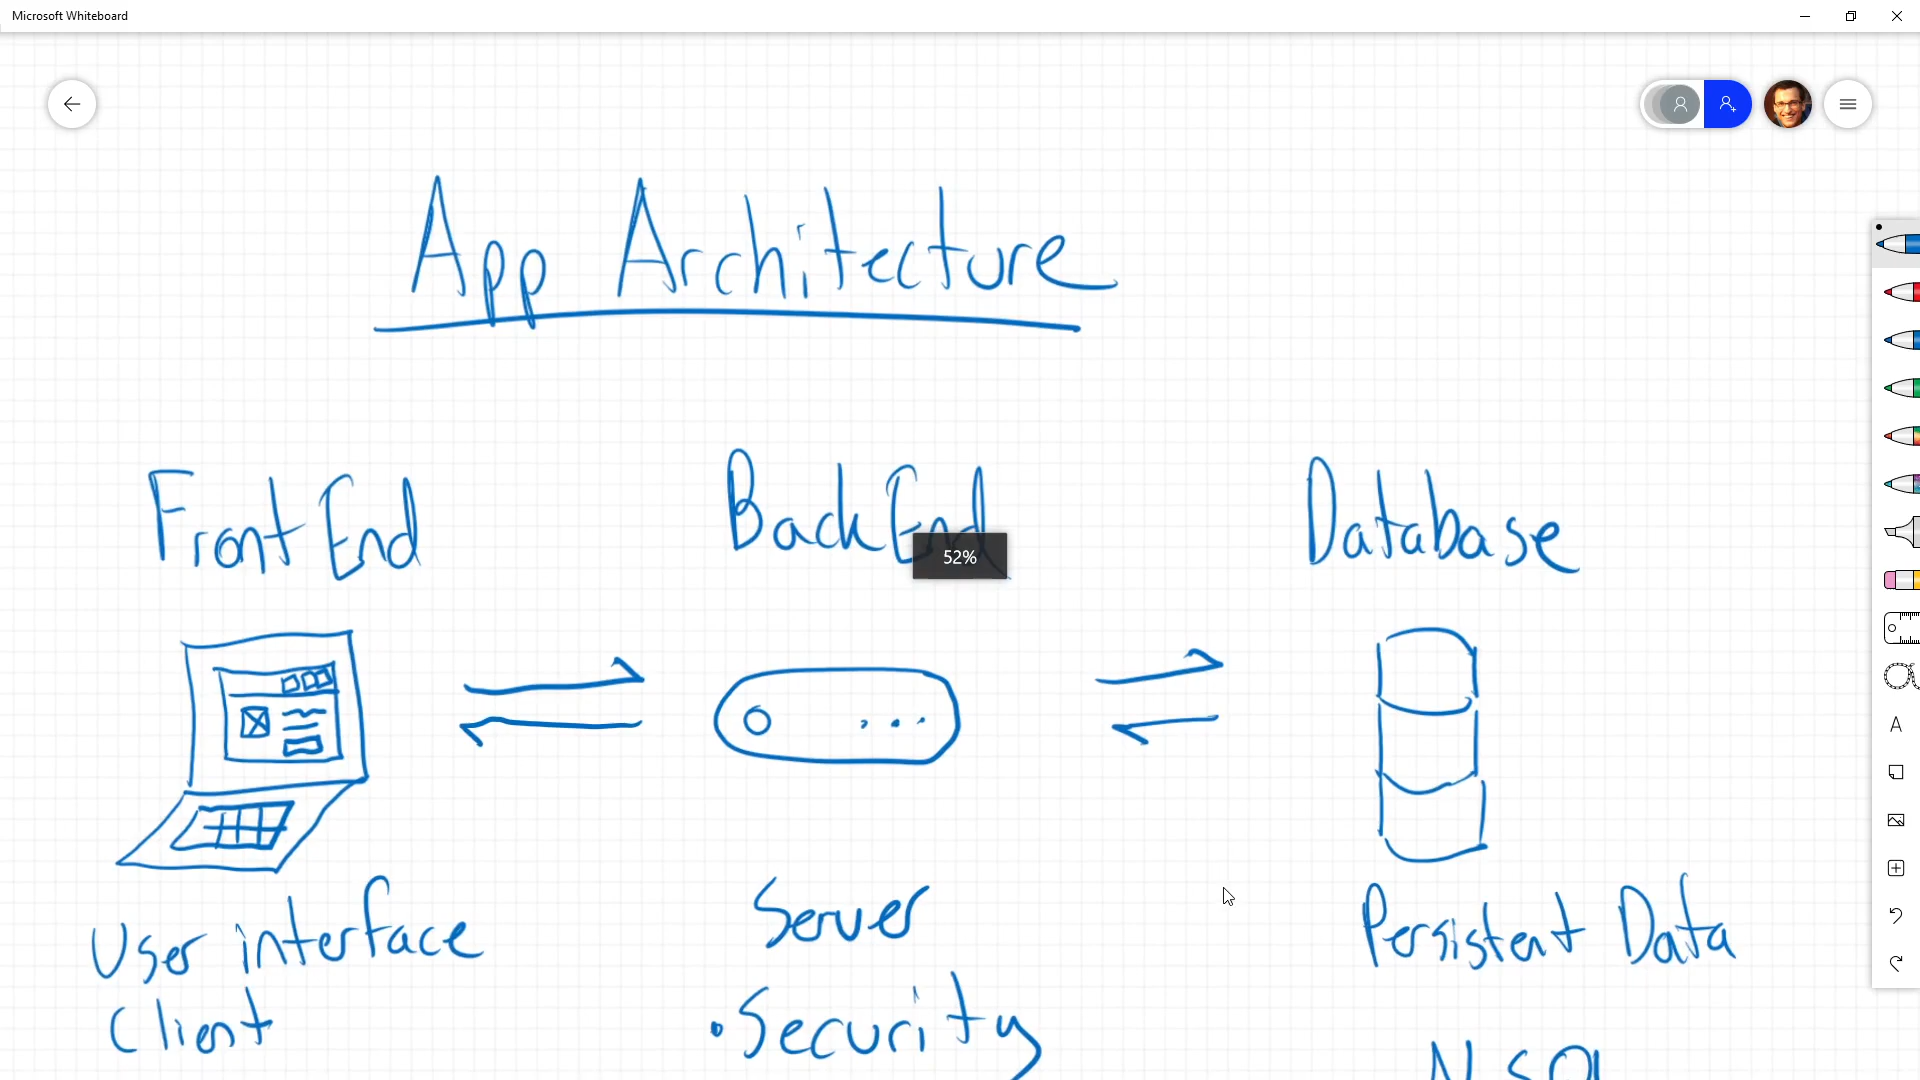 Microsoft Whiteboard
App Architecture
Front End
Back End
Database
52%
User interface
Client
Server
• Security
Persistent Data
A